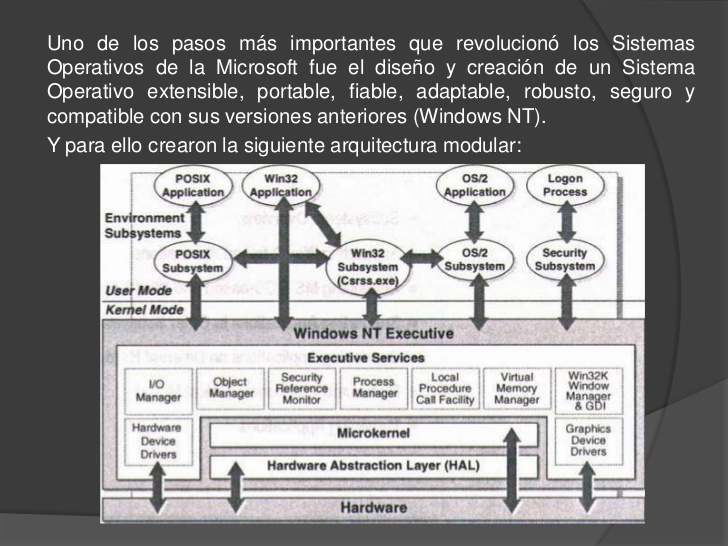 Uno de los pasos más importantes que revolucionó los Sistemas
Operativos de la Microsoft fue el diseño y creación de un Sistema
Operativo extensible, portable, fiable, adaptable, robusto, seguro y
compatible con sus versiones anteriores (Windows NT).
Y para ello crearon la siguiente arquitectura modular:
POSIX
Application
Win32
Application
OS/2
Application
Logon
Process
Environment
Subsystems
POSIX
Subsystem
Win32
Subsystem
(Csrss.exe)
OS/2
Subsystem
Security
Subsystem
User Mode
Kernel Mode
Windows NT Executive
Executive Services
I/O
Manager
Object
Manager
Security
Reference
Monitor
Process
Manager
Local
Procedure
Call Facility
Virtual
Memory
Manager
Win32K
Window
Manager
& GDI
Hardware
Device
Drivers
Microkernel
Hardware Abstraction Layer (HAL)
Graphics
Device
Drivers
Hardware